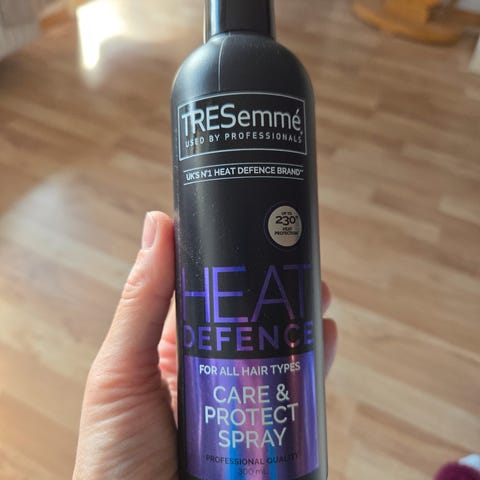 TRESemmé
USED BY PROFESSIONALS
UK'S Nº1 HEAT DEFENCE BRAND**
UP TO
230°
HEAT
PROTECTION
HEAT
DEFENCE
FOR ALL HAIR TYPES
CARE &
PROTECT
SPRAY
PROFESSIONAL QUALITY
300 mL